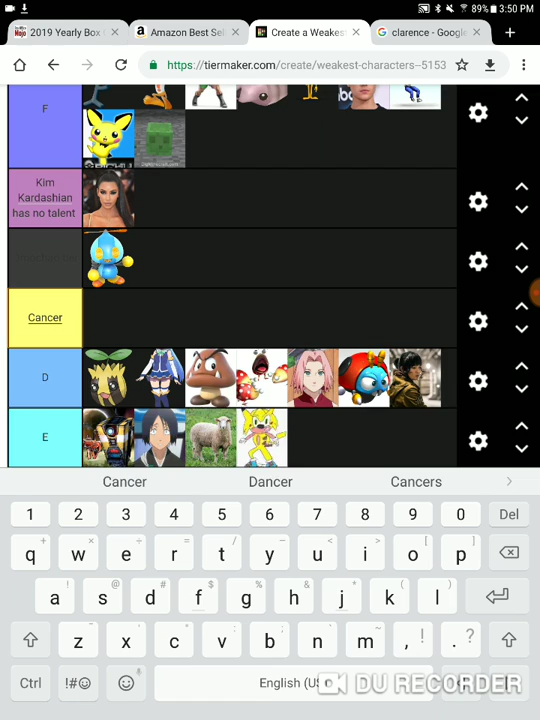 89% 3:50 PM
2019 Yearly Box
Amazon Best Sel
Create a Weakest
clarence - Google
https://tiermaker.com/create/weakest-characters--5153
F
Kim
Kardashian
has no talent
Cancer
D
E
Cancer Dancer Cancers
1 2 3 4 5 6 7 8 9 0 Del
q w e r t y u i o p
a s d f g h j k l
z x c v b n m , ! . ?
Ctrl !#☺ English (US)
DU RECORDER